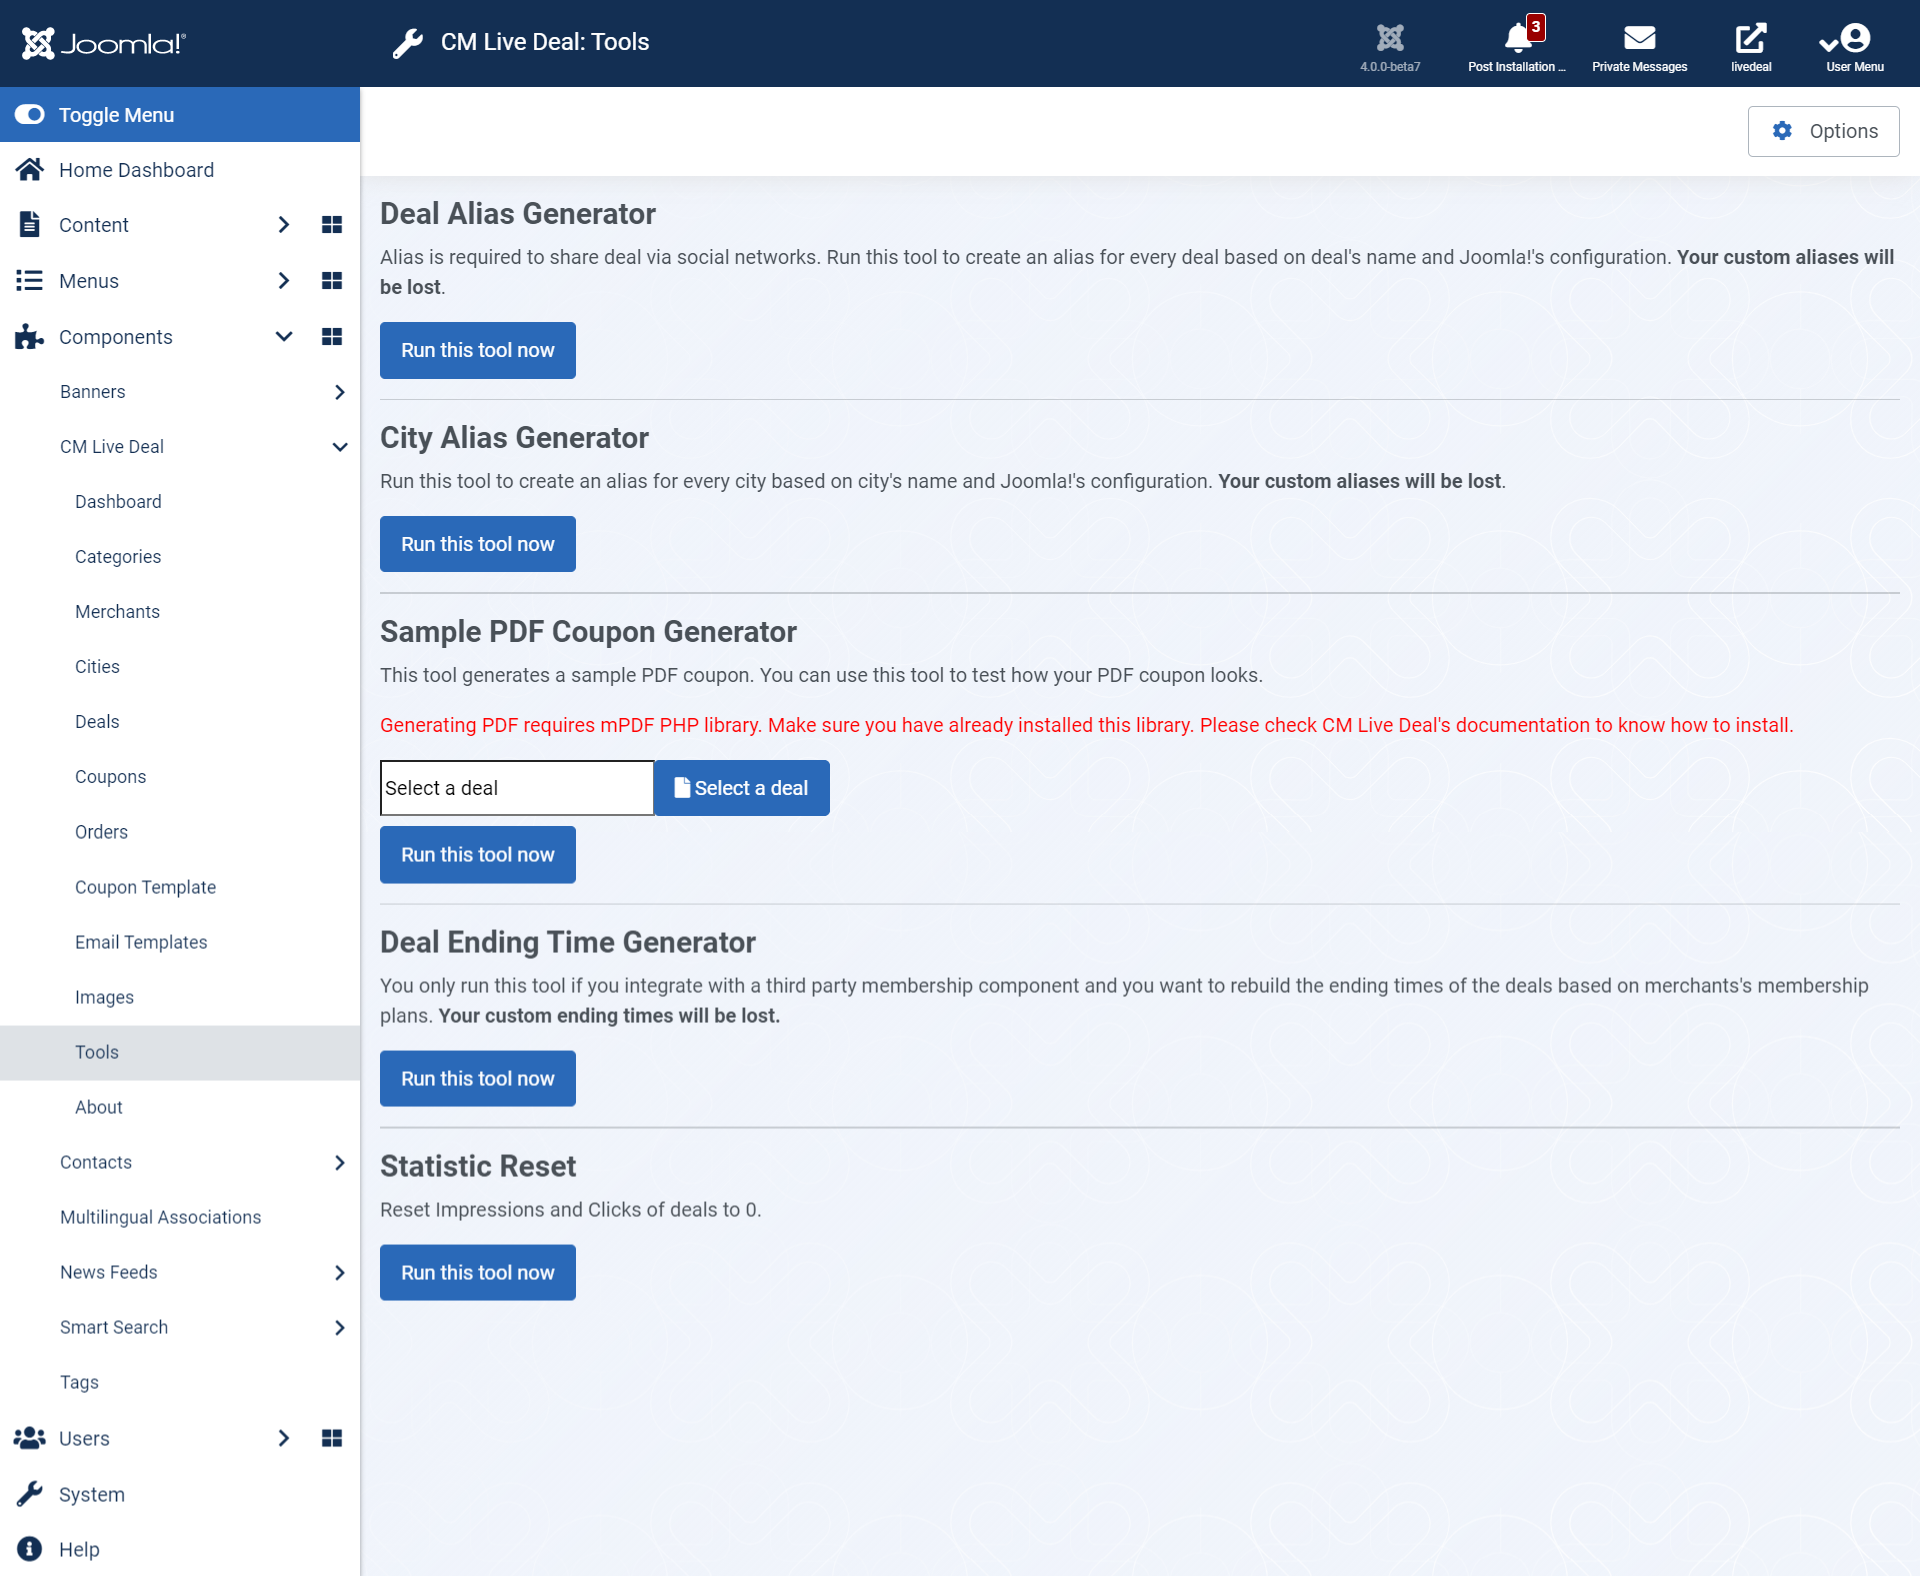 Joomla!®
CM Live Deal: Tools
4.0.0-beta7
3
Post Installation ...
Private Messages
livedeal
User Menu
Toggle Menu
Home Dashboard
Content
Menus
Components
Banners
CM Live Deal
Dashboard
Categories
Merchants
Cities
Deals
Coupons
Orders
Coupon Template
Email Templates
Images
Tools
About
Contacts
Multilingual Associations
News Feeds
Smart Search
Tags
Users
System
Help
Options
Deal Alias Generator
Alias is required to share deal via social networks. Run this tool to create an alias for every deal based on deal's name and Joomla!'s configuration. Your custom aliases will
be lost.
Run this tool now
City Alias Generator
Run this tool to create an alias for every city based on city's name and Joomla!'s configuration. Your custom aliases will be lost.
Run this tool now
Sample PDF Coupon Generator
This tool generates a sample PDF coupon. You can use this tool to test how your PDF coupon looks.
Generating PDF requires mPDF PHP library. Make sure you have already installed this library. Please check CM Live Deal's documentation to know how to install.
Select a deal
Select a deal
Run this tool now
Deal Ending Time Generator
You only run this tool if you integrate with a third party membership component and you want to rebuild the ending times of the deals based on merchants's membership
plans. Your custom ending times will be lost.
Run this tool now
Statistic Reset
Reset Impressions and Clicks of deals to 0.
Run this tool now